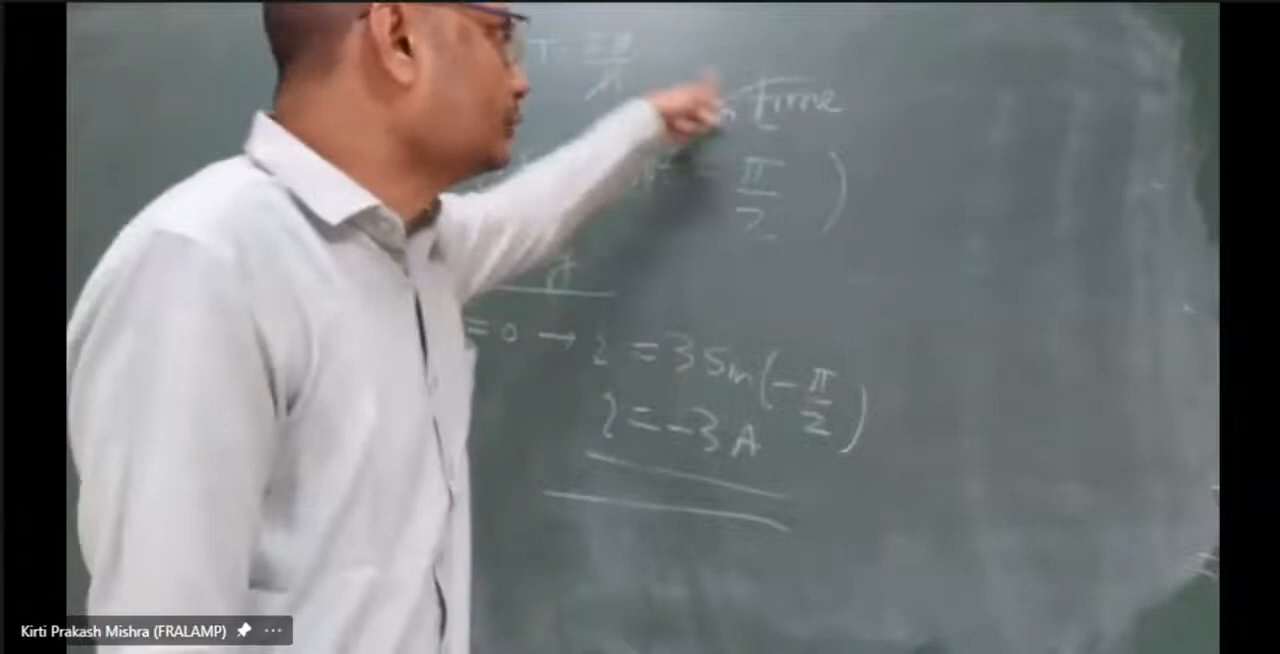 Time
π/2 )
π
= 0 → i = 3 Sin(-π/2)
i = -3 A
Kirti Prakash Mishra (FRALAMP) ...